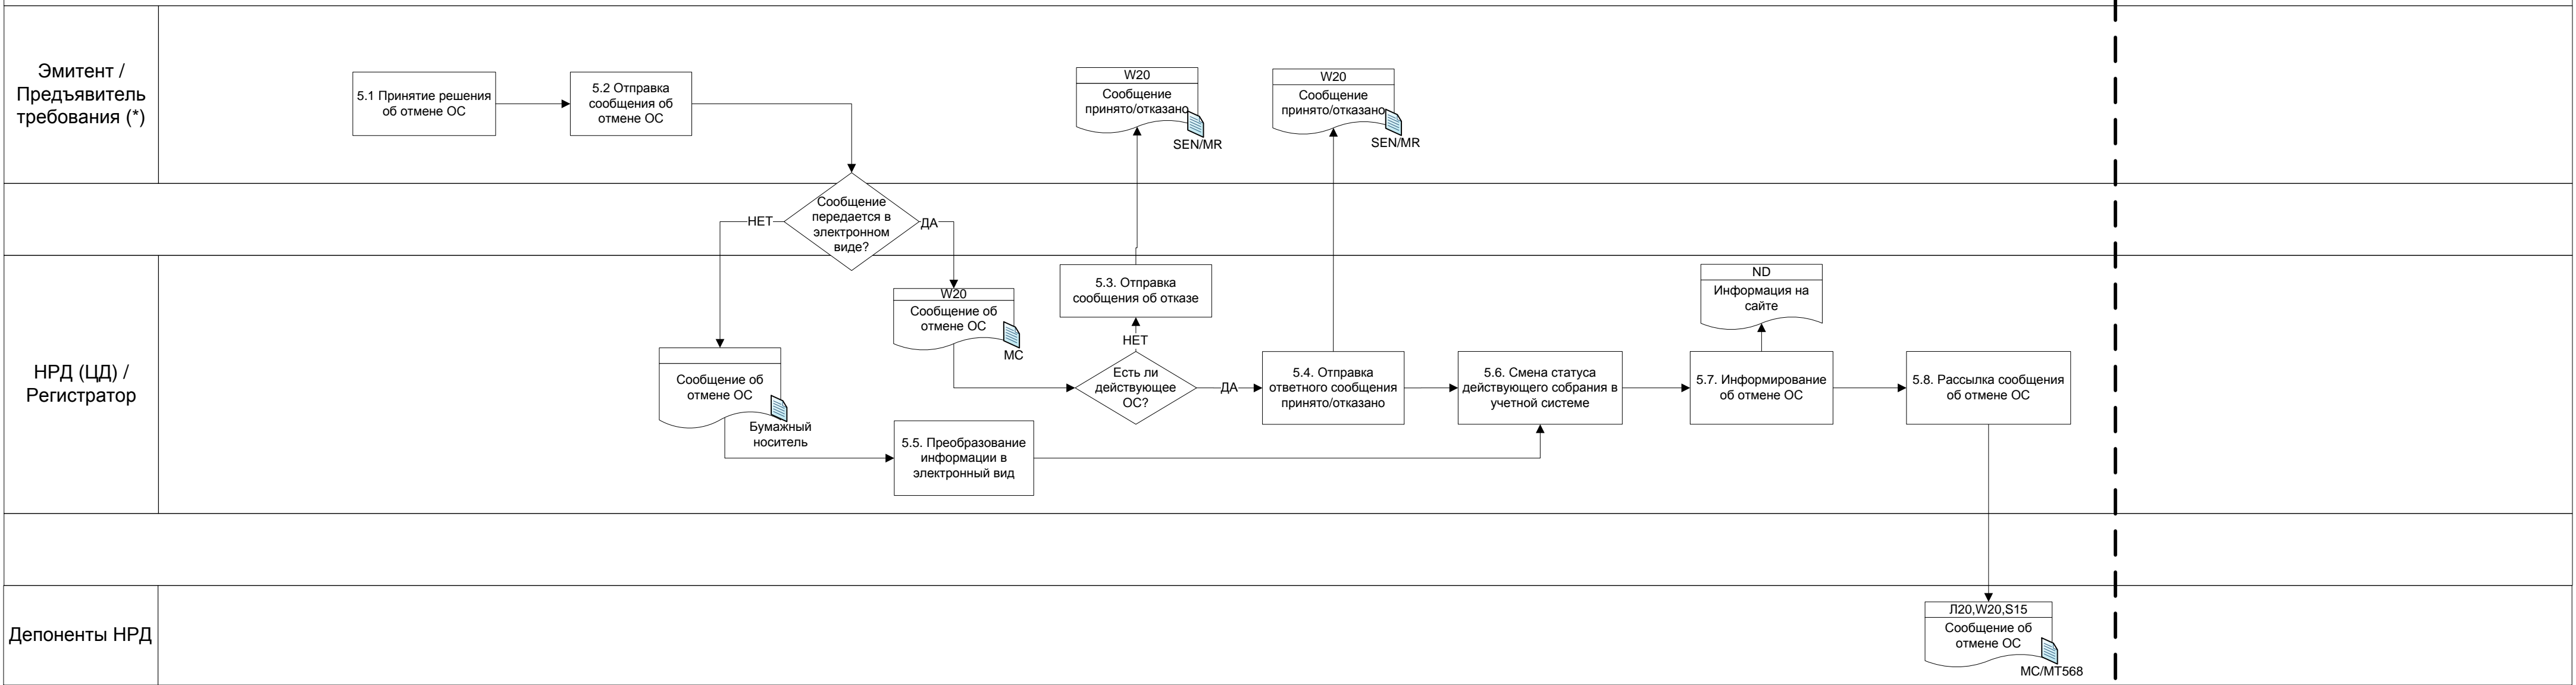 Эмитент /
Предъявитель
требования (*)
5.1 Принятие решения
об отмене ОС
5.2 Отправка
сообщения об
отмене ОС
W20
Сообщение
принято/отказано
SEN/MR
W20
Сообщение
принято/отказано
SEN/MR
Сообщение
передается в
электронном
виде?
НЕТ
ДА
НРД (ЦД) /
Регистратор
Сообщение об
отмене ОС
Бумажный
носитель
W20
Сообщение об
отмене ОС
MC
5.3. Отправка
сообщения об отказе
НЕТ
Есть ли
действующее
ОС?
ДА
5.4. Отправка
ответного сообщения
принято/отказано
5.5. Преобразование
информации в
электронный вид
5.6. Смена статуса
действующего собрания в
учетной системе
ND
Информация на
сайте
5.7. Информирование
об отмене ОС
5.8. Рассылка сообщения
об отмене ОС
Депоненты НРД
Л20,W20,S15
Сообщение об
отмене ОС
MC/MT568